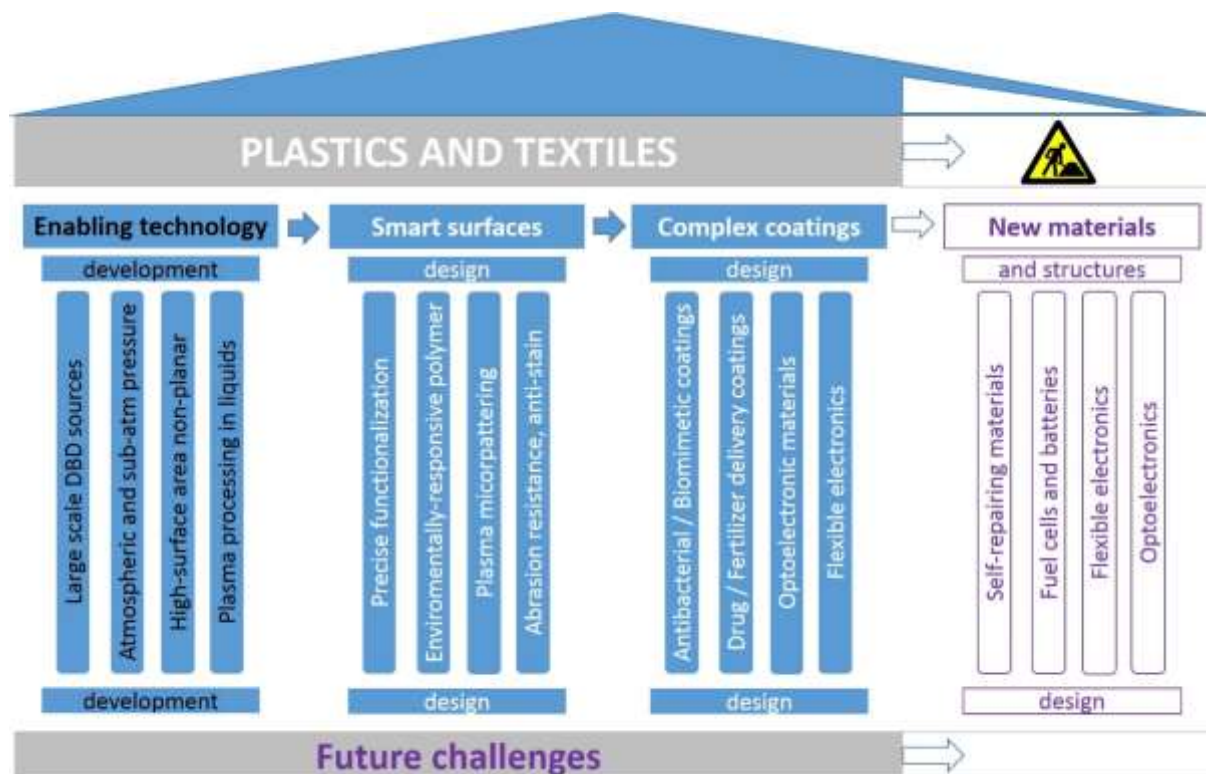 PLASTICS AND TEXTILES
Enabling technology
development
Large scale DBD sources
Atmospheric and sub-atm pressure
High-surface area non-planar
Plasma processing in liquids
development
Smart surfaces
design
Precise functionalization
Enviromentally-responsive polymer
Plasma micorpattering
Abrasion resistance, anti-stain
design
Complex coatings
design
Antibacterial / Biomimetic coatings
Drug / Fertilizer delivery coatings
Optoelectronic materials
Flexible electronics
design
New materials
and structures
Self-repairing materials
Fuel cells and batteries
Flexible electronics
Optoelectronics
design
Future challenges